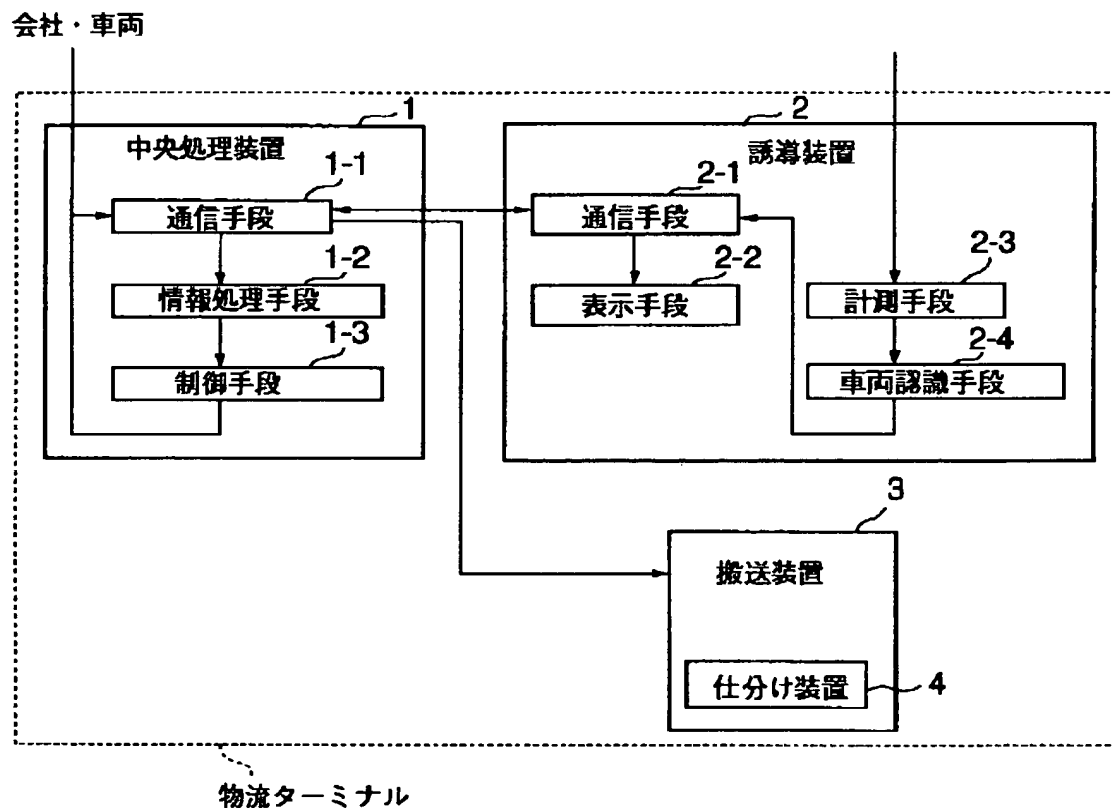 会社・車両
1
中央処理装置
1-1
通信手段
1-2
情報処理手段
1-3
制御手段
2
誘導装置
2-1
通信手段
2-2
表示手段
2-3
計測手段
2-4
車両認識手段
3
搬送装置
仕分け装置
4
物流ターミナル